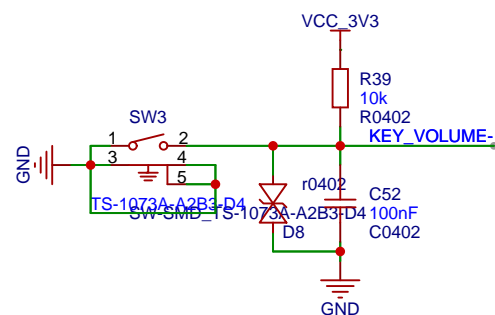 VCC_3V3
R39
10k
R0402
KEY_VOLUME-
SW3
1
2
3
4
5
GND
TS-1073A-A2B3-D4
SW-SMD_TS-1073A-A2B3-D4
r0402
D8
C52
100nF
C0402
GND